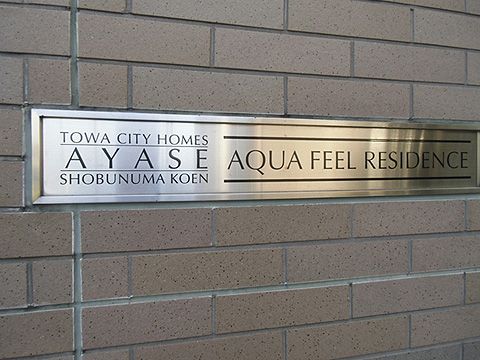 TOWA CITY HOMES
AYASE
SHOBUNUMA KOEN
AQUA FEEL RESIDENCE